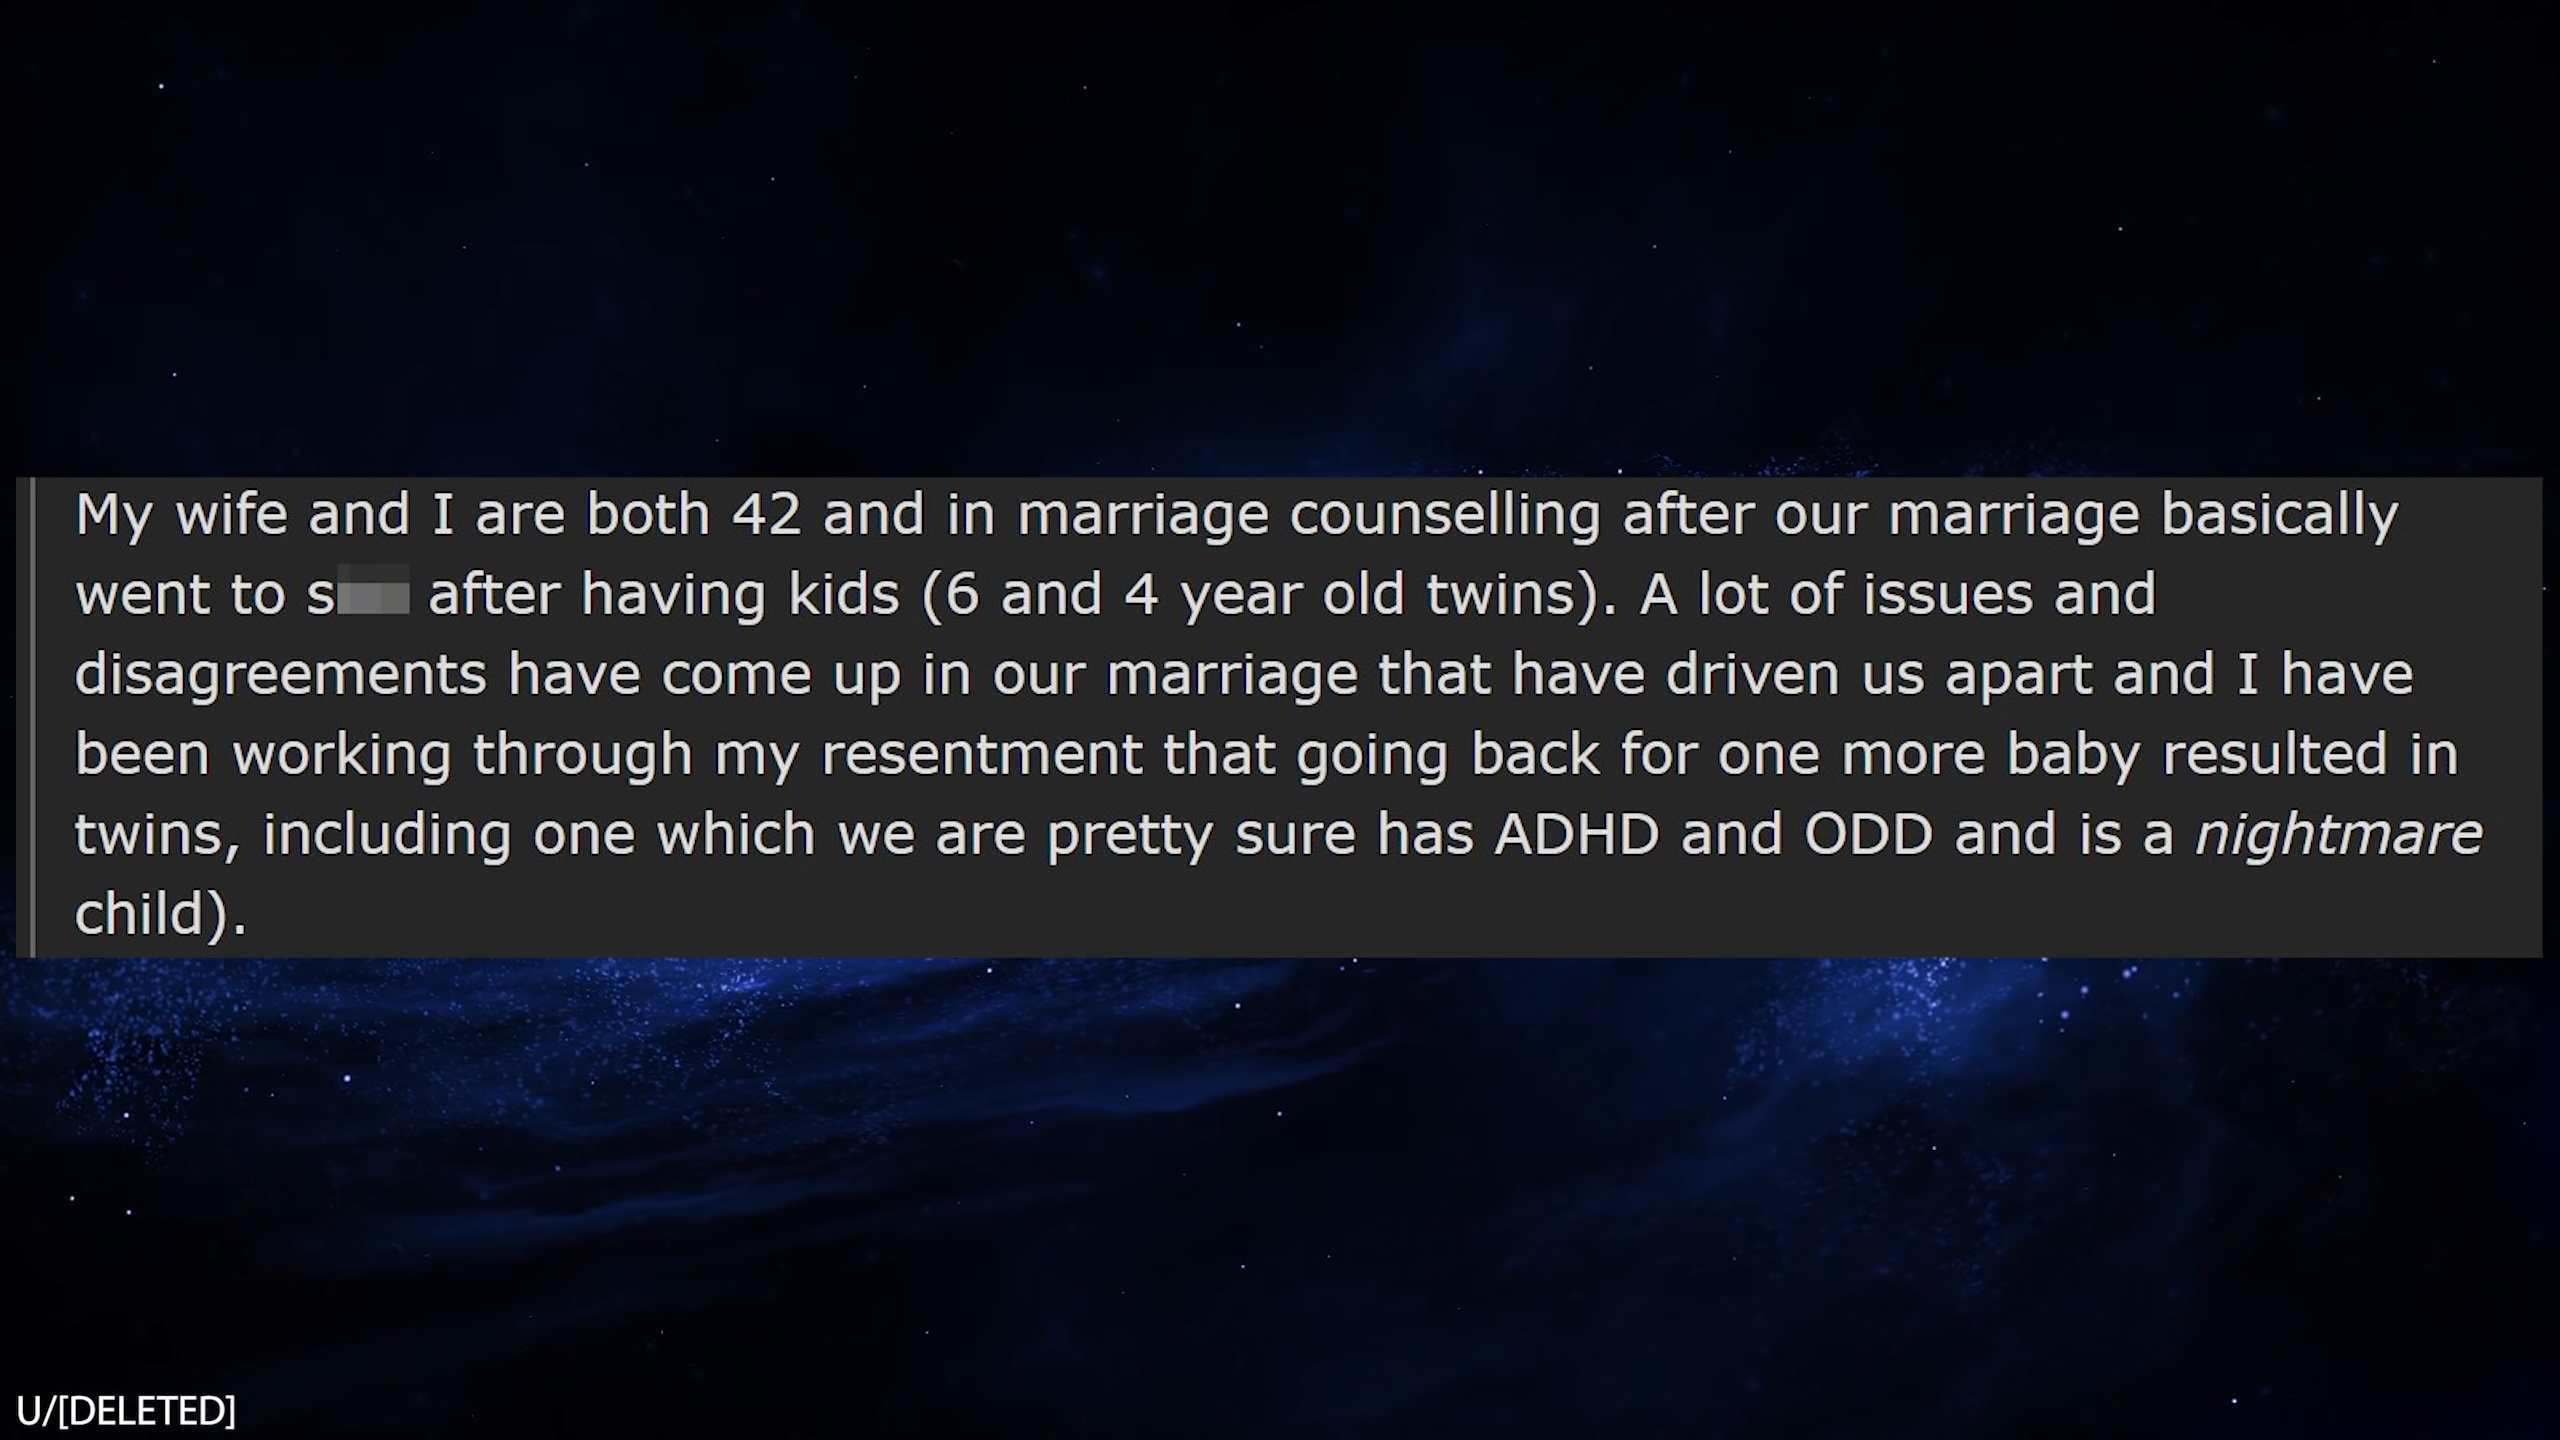 My wife and I are both 42 and in marriage counselling after our marriage basically
went to s after having kids (6 and 4 year old twins). A lot of issues and
disagreements have come up in our marriage that have driven us apart and I have
been working through my resentment that going back for one more baby resulted in
twins, including one which we are pretty sure has ADHD and ODD and is a nightmare
child).
U/[DELETED]